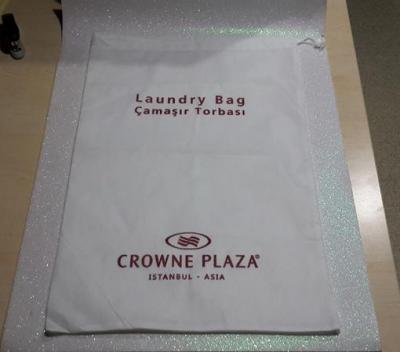 Laundry Bag
Çamaşır Torbası
CROWNE PLAZA®
ISTANBUL - ASIA